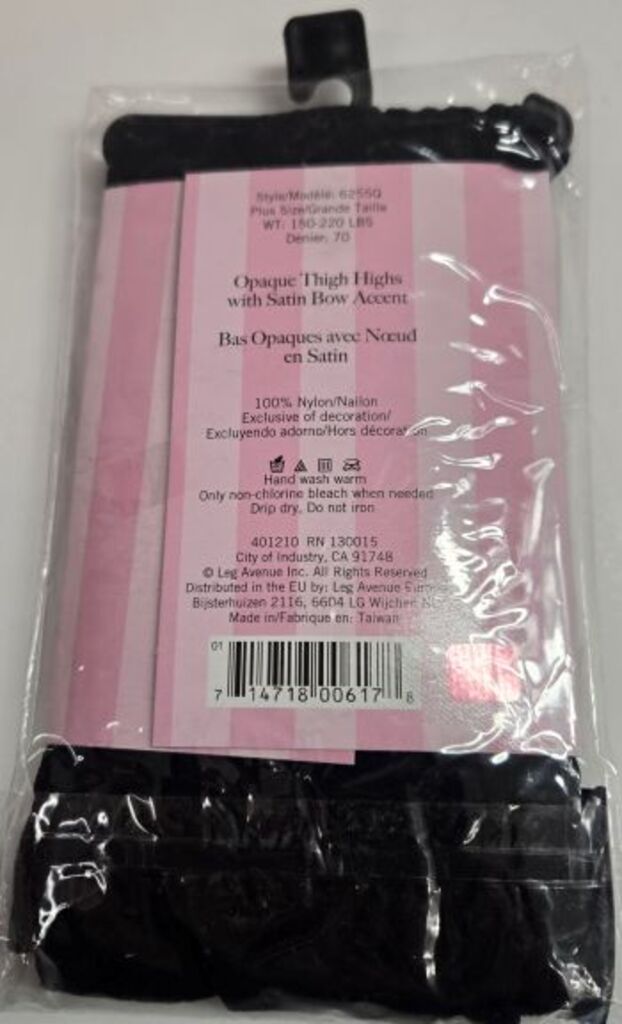 Style/Modèle: 6255Q
Plus Size/Grande Taille
WT: 150-220 LBS
Denier: 70
Opaque Thigh Highs
with Satin Bow Accent
Bas Opaques avec Nœud
en Satin
100% Nylon/Nailon
Exclusive of decoration/
Excluyendo adorno/Hors décoration
Hand wash warm
Only non-chlorine bleach when needed
Drip dry, Do not iron
401210 RN 130015
City of Industry, CA 91748
© Leg Avenue Inc. All Rights Reserved
Distributed in the EU by: Leg Avenue Europe
Bijsterhuizen 2116, 6604 LG Wijchen NL
Made in/Fabrique en: Taiwan
01
7 14718 00617 8